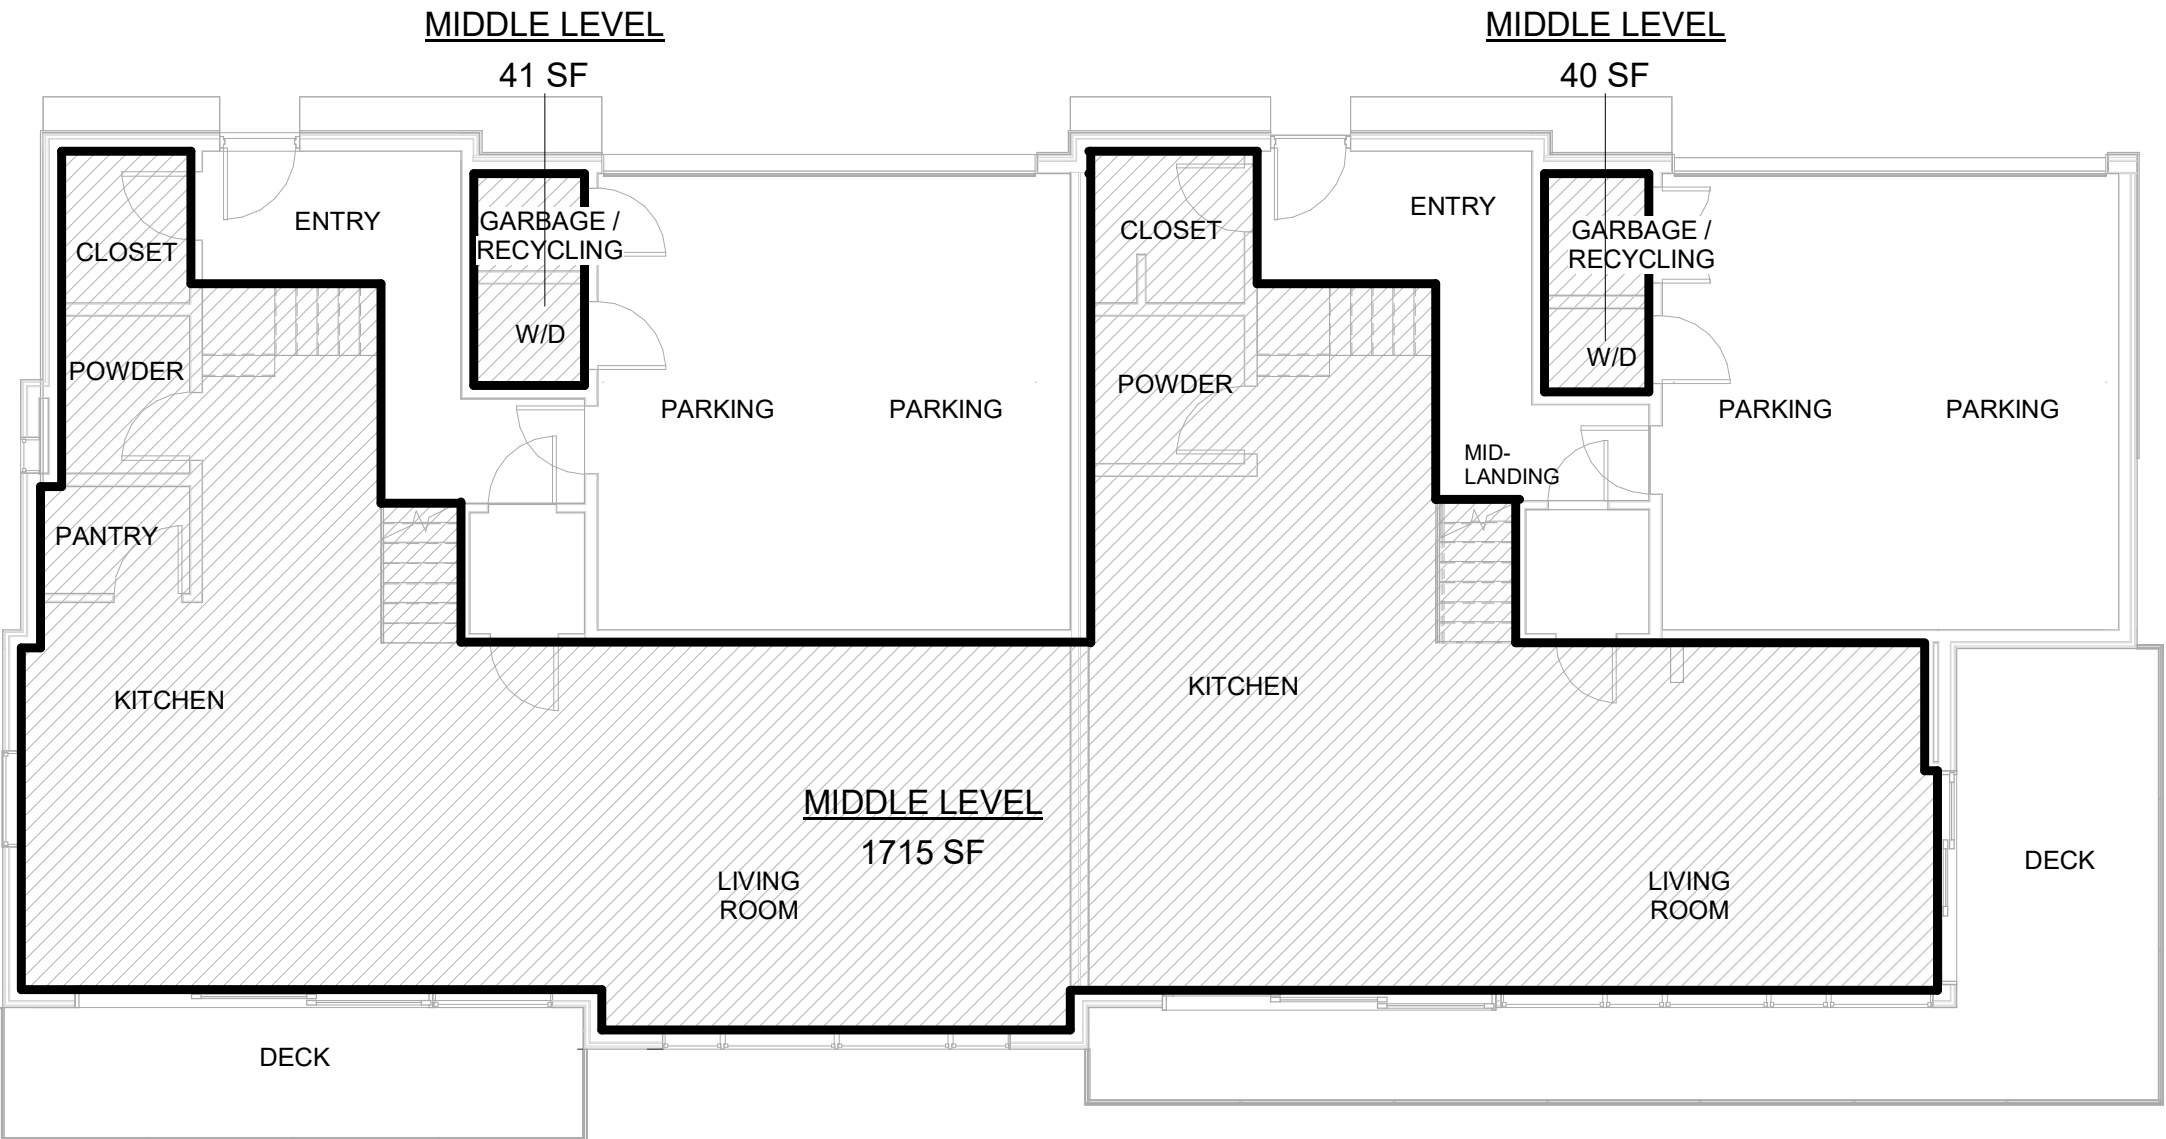 MIDDLE LEVEL
41 SF
MIDDLE LEVEL
40 SF
CLOSET
ENTRY
GARBAGE /
RECYCLING
W/D
POWDER
PARKING
PARKING
PANTRY
KITCHEN
CLOSET
ENTRY
GARBAGE /
RECYCLING
W/D
POWDER
PARKING
PARKING
MID-
LANDING
KITCHEN
MIDDLE LEVEL
1715 SF
LIVING
ROOM
LIVING
ROOM
DECK
DECK